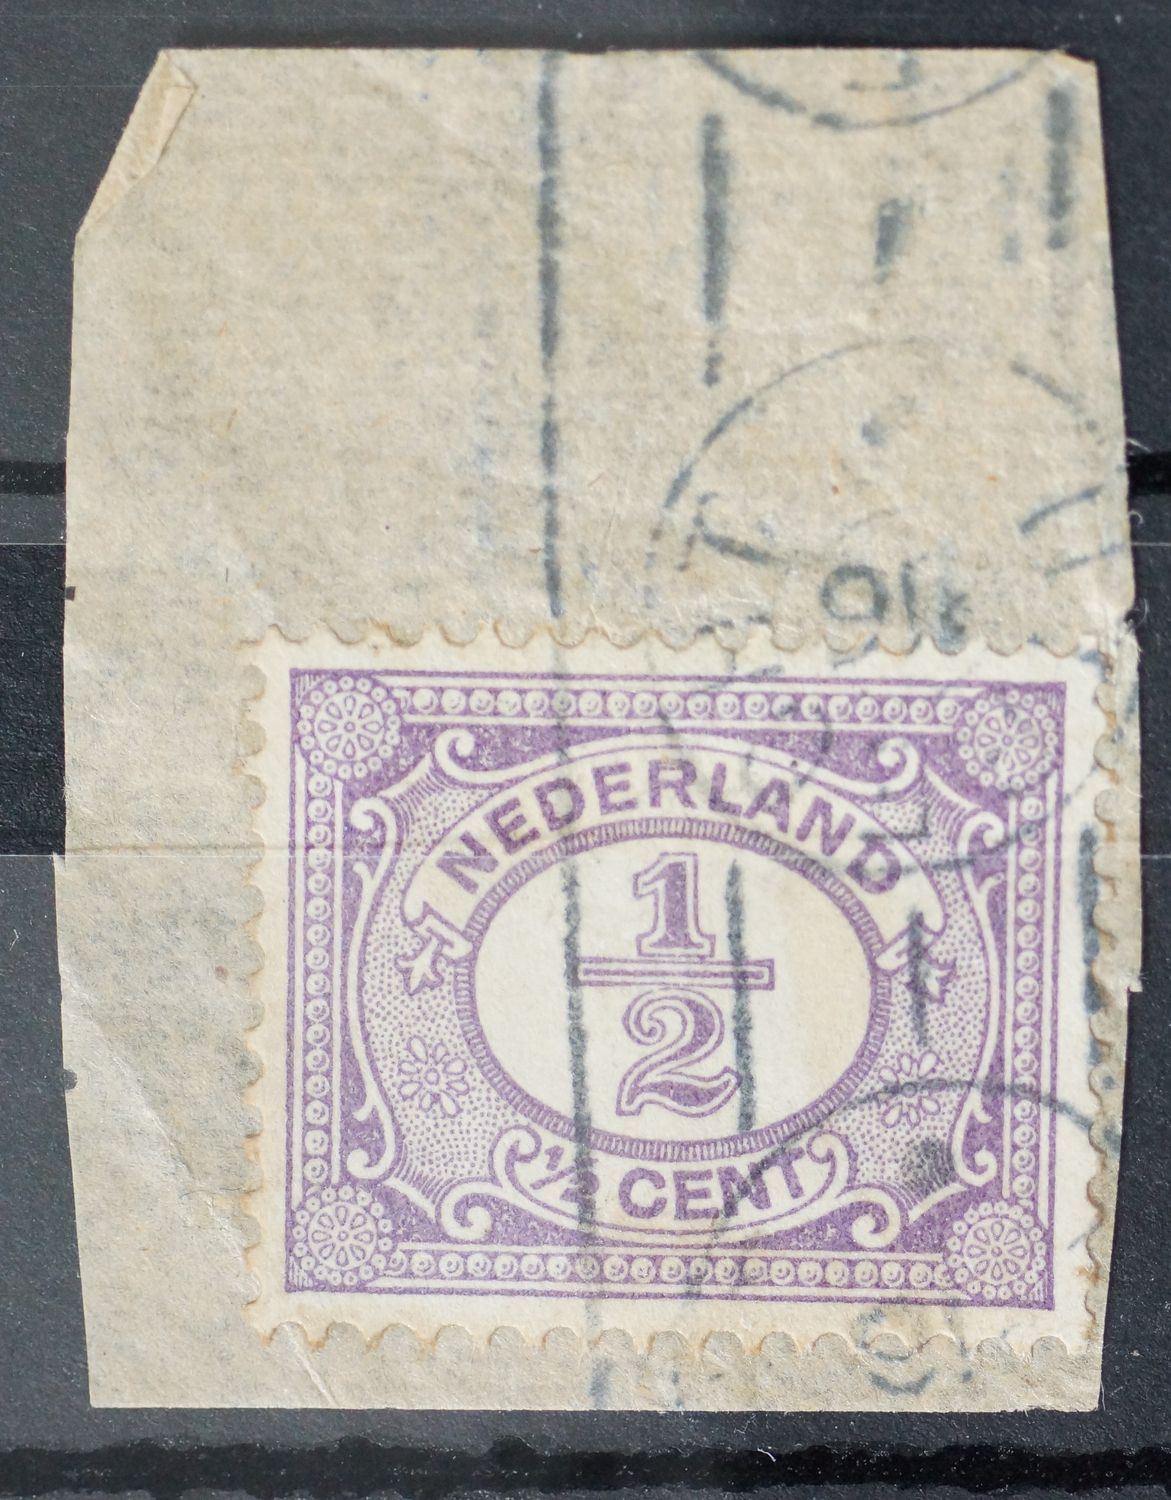 NEDERLAND
1
2
1/2 CENT